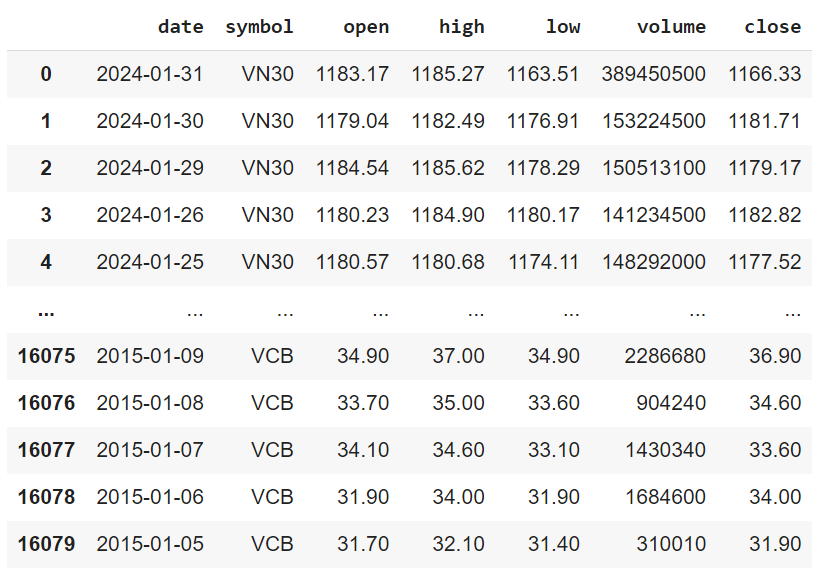 date symbol open high low volume close
0 2024-01-31 VN30 1183.17 1185.27 1163.51 389450500 1166.33
1 2024-01-30 VN30 1179.04 1182.49 1176.91 153224500 1181.71
2 2024-01-29 VN30 1184.54 1185.62 1178.29 150513100 1179.17
3 2024-01-26 VN30 1180.23 1184.90 1180.17 141234500 1182.82
4 2024-01-25 VN30 1180.57 1180.68 1174.11 148292000 1177.52
... ... ... ... ... ... ... ...
16075 2015-01-09 VCB 34.90 37.00 34.90 2286680 36.90
16076 2015-01-08 VCB 33.70 35.00 33.60 904240 34.60
16077 2015-01-07 VCB 34.10 34.60 33.10 1430340 33.60
16078 2015-01-06 VCB 31.90 34.00 31.90 1684600 34.00
16079 2015-01-05 VCB 31.70 32.10 31.40 310010 31.90